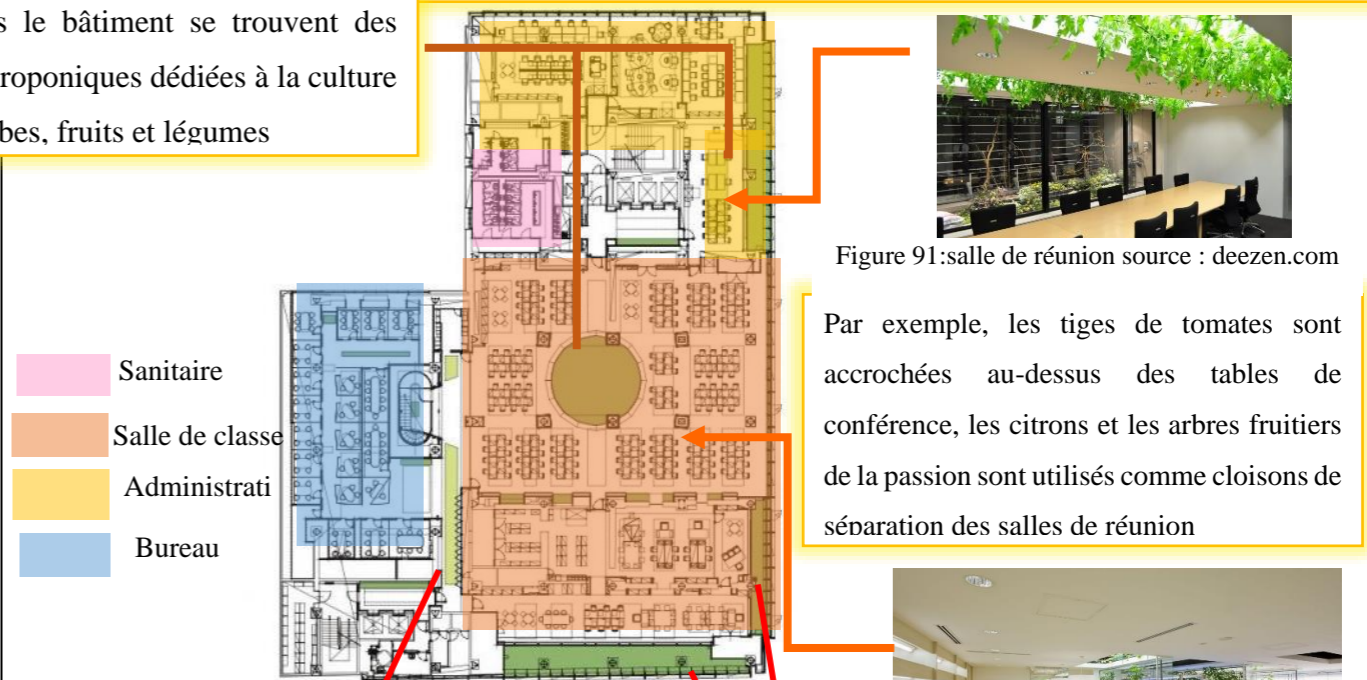 s le bâtiment se trouvent des
roponiques dédiées à la culture
bes, fruits et légumes
Figure 91:salle de réunion source : deezen.com
Par exemple, les tiges de tomates sont
accrochées au-dessus des tables de
conférence, les citrons et les arbres fruitiers
de la passion sont utilisés comme cloisons de
séparation des salles de réunion
Sanitaire
Salle de classe
Administrati
Bureau